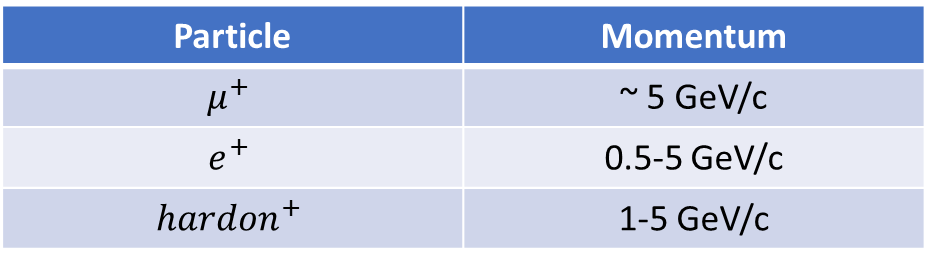 Particle Momentum
μ⁺ ~ 5 GeV/c
e⁺ 0.5-5 GeV/c
hardon⁺ 1-5 GeV/c